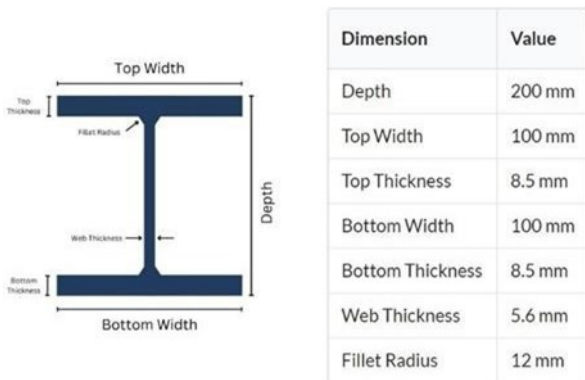 Top Width
Top
Thickness
Fillet Radius
Depth
Web Thickness
Bottom
Thickness
Bottom Width
Dimension Value
Depth 200 mm
Top Width 100 mm
Top Thickness 8.5 mm
Bottom Width 100 mm
Bottom Thickness 8.5 mm
Web Thickness 5.6 mm
Fillet Radius 12 mm